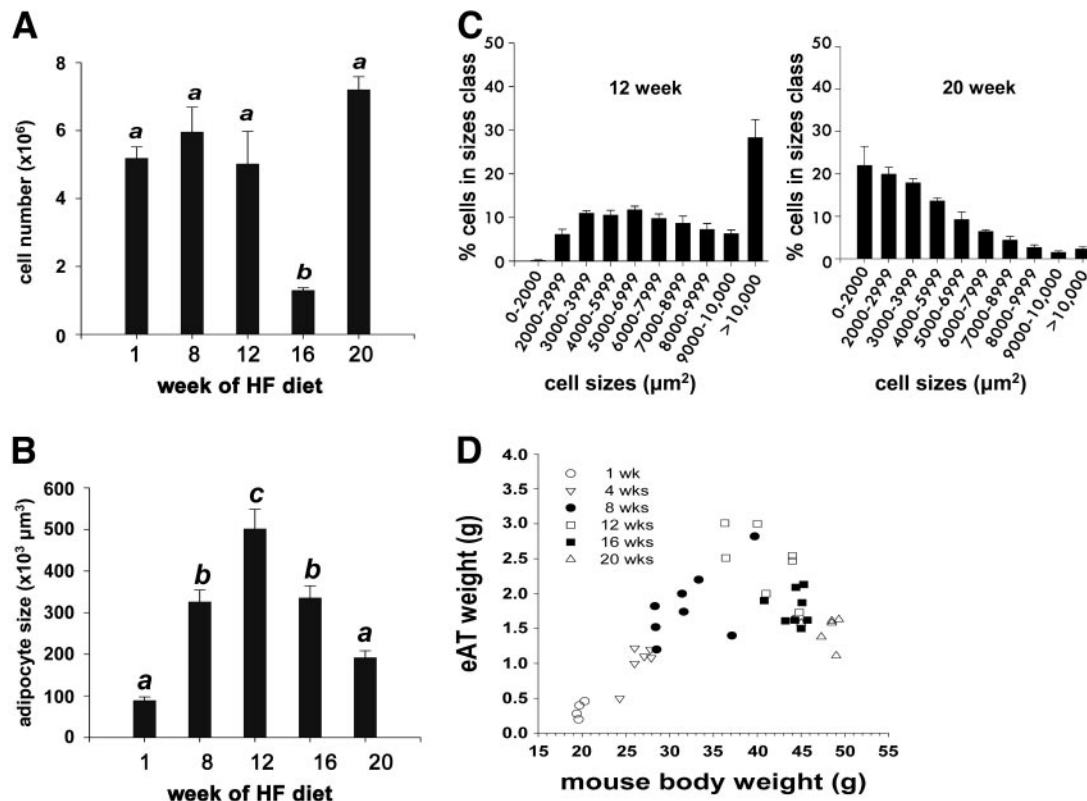 A
8
6
4
2
0
cell number (x10⁶)
a
a
a
b
a
1 8 12 16 20
week of HF diet
B
600
500
400
300
200
100
0
adipocyte size (x10³ µm³)
a
b
c
b
a
1 8 12 16 20
week of HF diet
C
50
40
30
20
10
0
% cells in sizes class
12 week
0-2000
2000-2999
3000-3999
4000-5999
5000-6999
6000-7999
7000-8999
8000-9999
9000-10,000
>10,000
cell sizes (µm²)
50
40
30
20
10
0
% cells in sizes class
20 week
0-2000
2000-2999
3000-3999
4000-5999
5000-6999
6000-7999
7000-8999
8000-9999
9000-10,000
>10,000
cell sizes (µm²)
D
4.0
3.5
3.0
2.5
2.0
1.5
1.0
0.5
0.0
eAT weight (g)
1 wk
4 wks
8 wks
12 wks
16 wks
20 wks
15 20 25 30 35 40 45 50 55
mouse body weight (g)